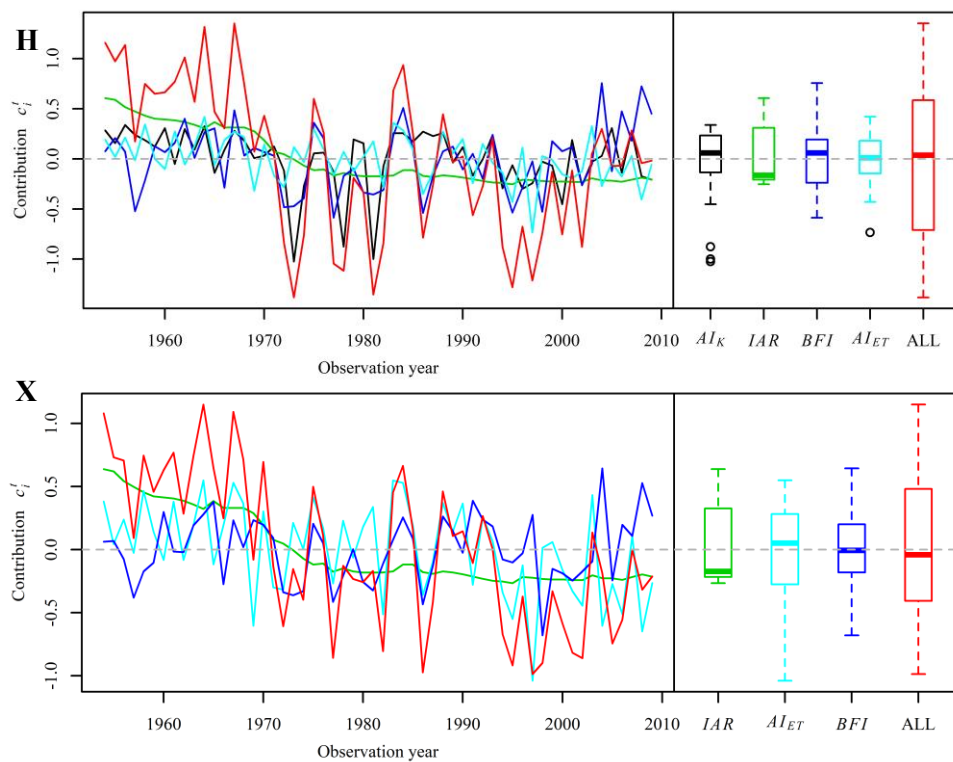 H
Contribution c_i^t
1.0
0.5
0.0
-1.0
1960 1970 1980 1990 2000 2010
Observation year
AI_K IAR BFI AI_ET ALL
X
Contribution c_i^t
1.0
0.5
0.0
-0.5
-1.0
1960 1970 1980 1990 2000 2010
Observation year
IAR AI_ET BFI ALL